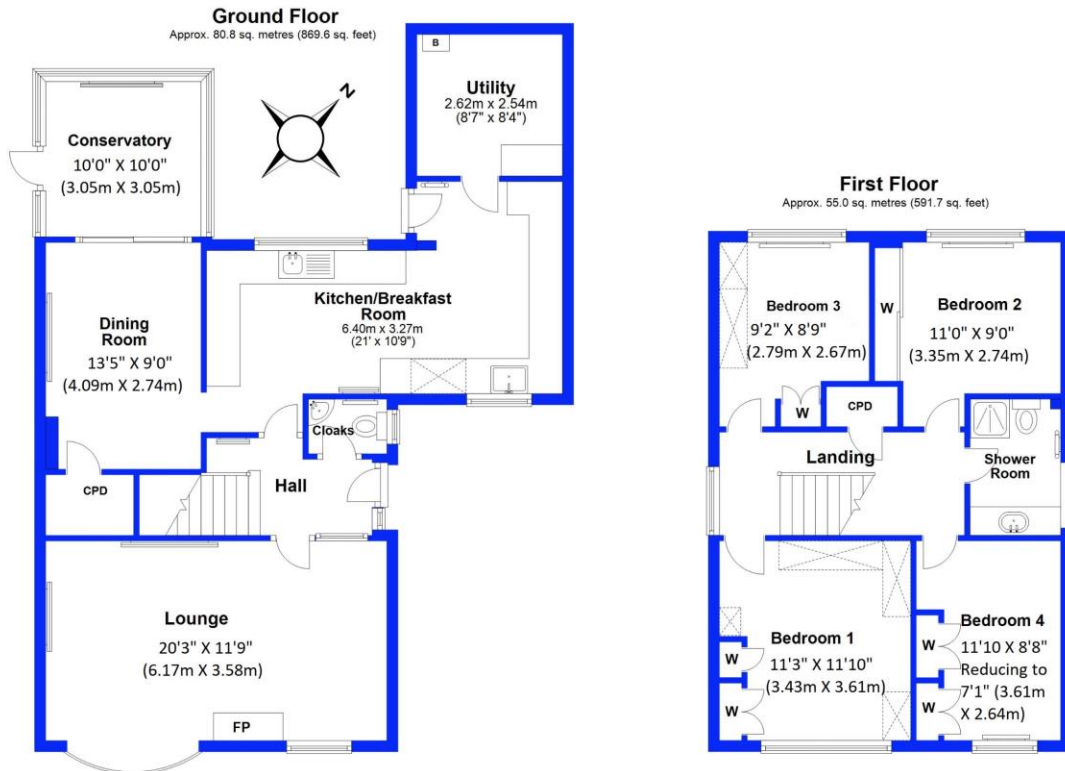 Ground Floor
Approx. 80.8 sq. metres (869.6 sq. feet)
B
Utility
2.62m x 2.54m
(8'7" x 8'4")
N
Conservatory
10'0" X 10'0"
(3.05m X 3.05m)
Kitchen/Breakfast
Room
6.40m x 3.27m
(21' x 10'9")
Dining
Room
13'5" X 9'0"
(4.09m X 2.74m)
Cloaks
CPD
Hall
Lounge
20'3" X 11'9"
(6.17m X 3.58m)
FP
First Floor
Approx. 55.0 sq. metres (591.7 sq. feet)
Bedroom 3
9'2" X 8'9"
(2.79m X 2.67m)
W
Bedroom 2
11'0" X 9'0"
(3.35m X 2.74m)
W
CPD
Landing
Shower
Room
Bedroom 1
11'3" X 11'10"
(3.43m X 3.61m)
W
W
Bedroom 4
11'10 X 8'8"
Reducing to
7'1" (3.61m
X 2.64m)
W
W